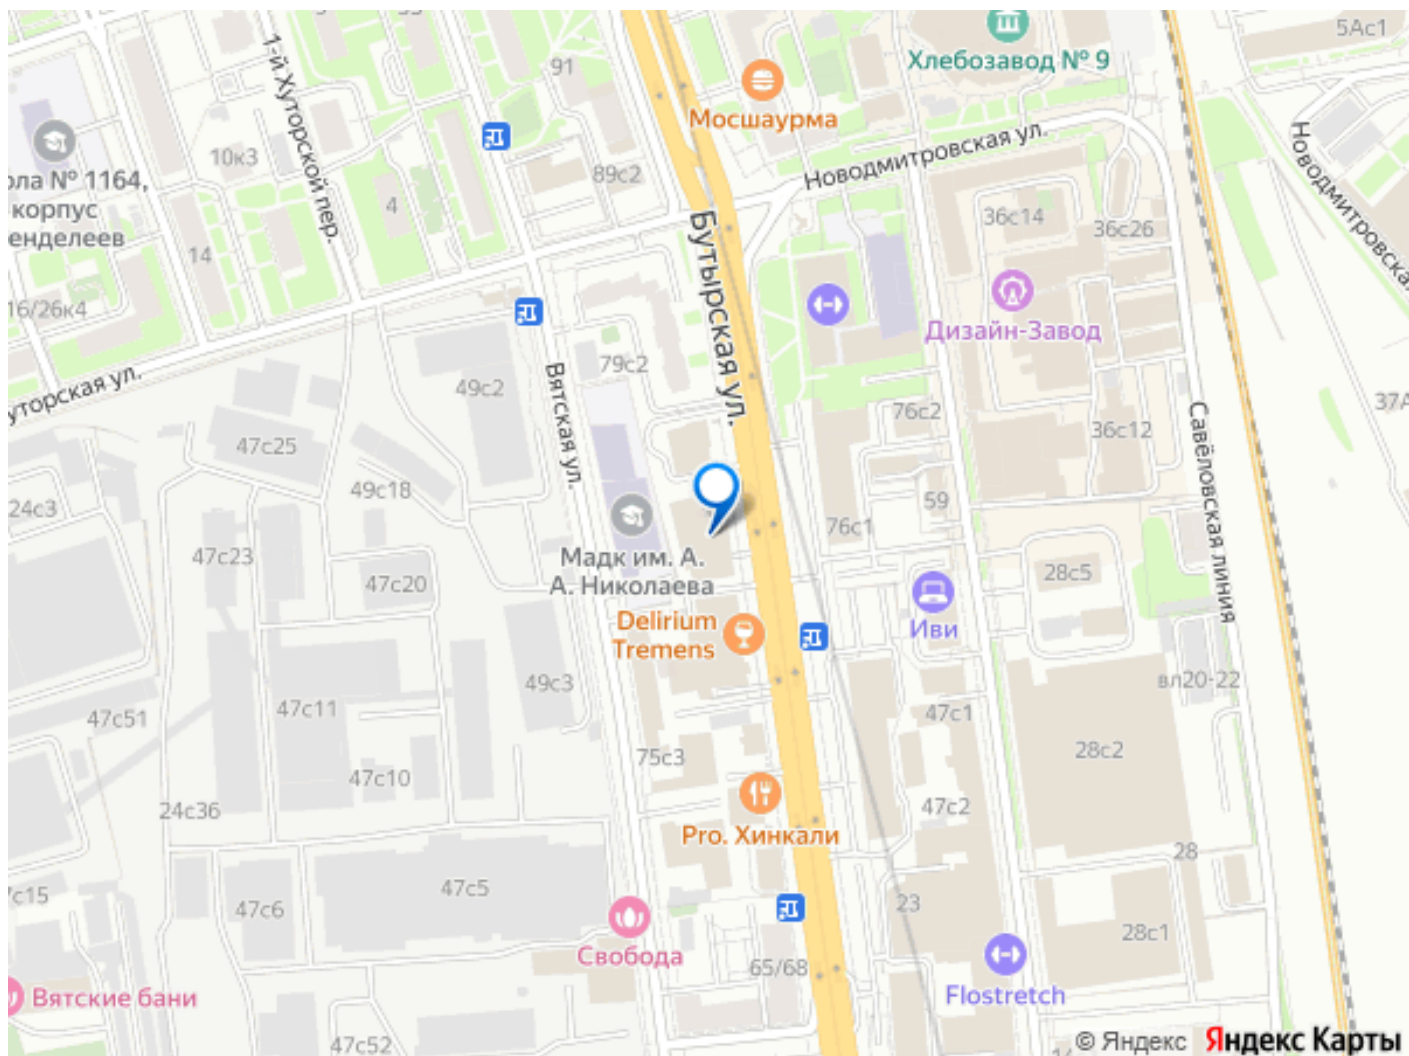 5Ас1
Хлебозавод № 9
91
1-й Хуторской пер.
Мосшаурма
Новодмитровская ул.
Новодмитровская
10к3
89с2
ола № 1164,
корпус
енделеев
4
36с14
36с26
14
Бутырская ул.
16/26к4
Дизайн-Завод
79с2
49с2
Вятская ул.
уторская ул.
76с2
37А
Савёловская линия
36с12
47с25
49с18
59
24с3
76с1
47с23
Мадк им. А.
А. Николаева
28с5
47с20
Иви
Delirium
Tremens
49с3
вл20-22
47с51
47с11
47с1
75с3
28с2
47с10
24с36
47с2
Pro. Хинкали
28
47с5
с15
47с6
23
28с1
Свобода
65/68
Вятские бани
Flostretch
47с52
14
© Яндекс Яндекс Карты